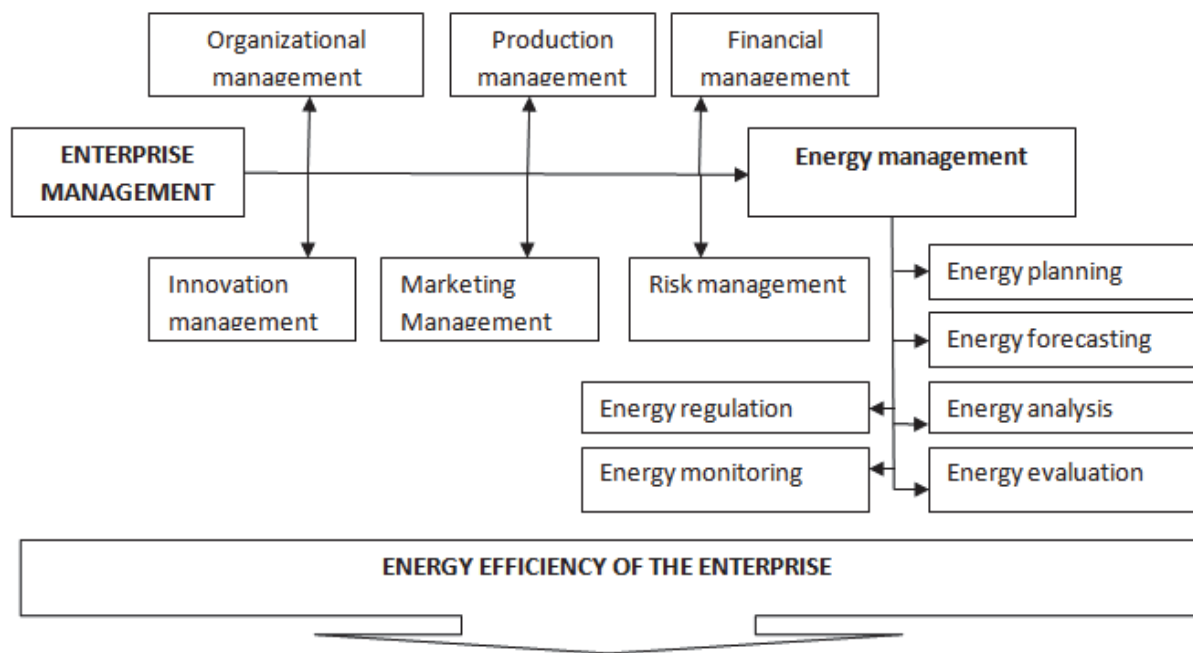 Organizational
management
Production
management
Financial
management
ENTERPRISE
MANAGEMENT
Energy management
Innovation
management
Marketing
Management
Risk management
Energy planning
Energy forecasting
Energy regulation
Energy analysis
Energy monitoring
Energy evaluation
ENERGY EFFICIENCY OF THE ENTERPRISE